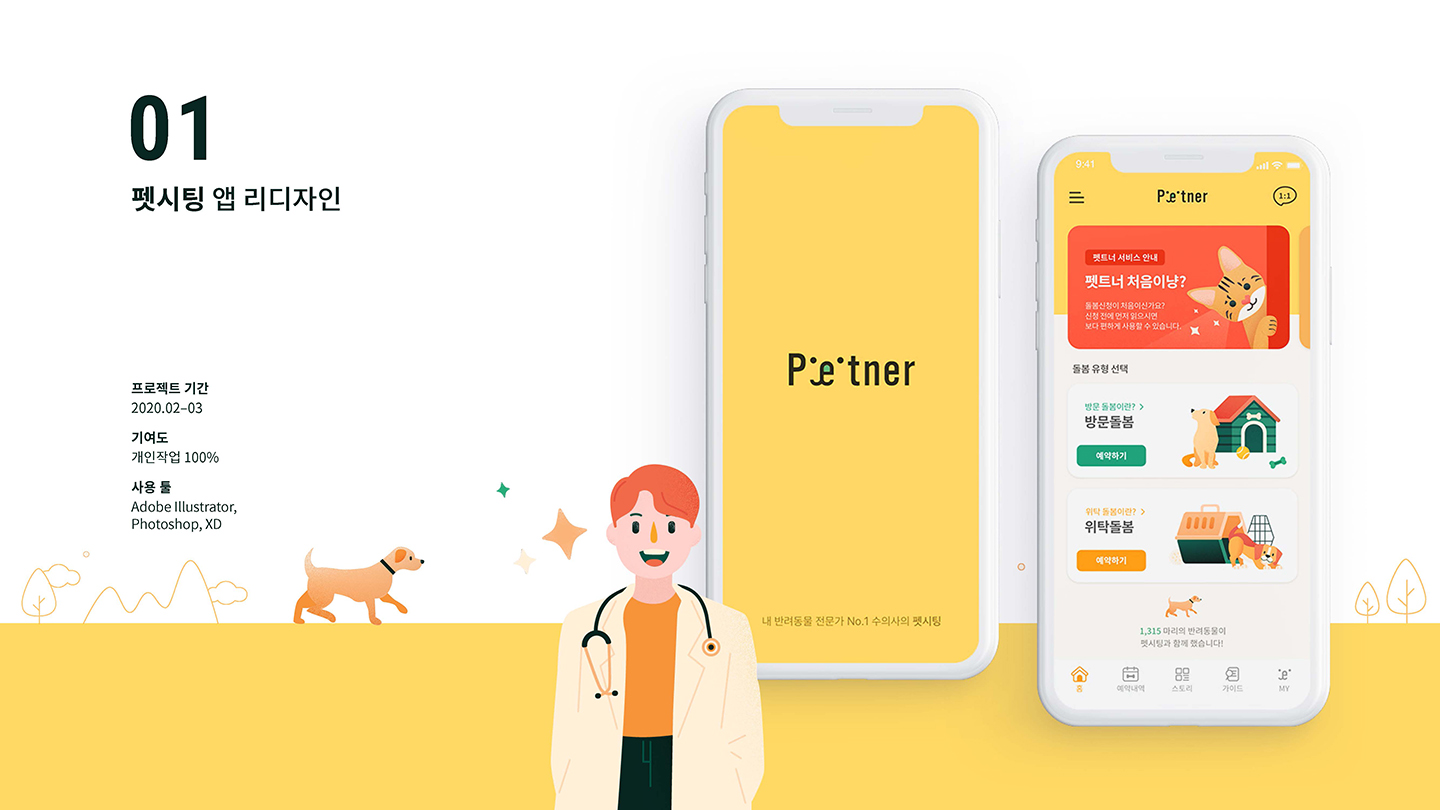 01
펫시팅 앱 리디자인
프로젝트 기간
2020.02–03
기여도
개인작업 100%
사용 툴
Adobe Illustrator,
Photoshop, XD
Petner
내 반려동물 전문가 No.1 수의사의 펫시팅
9:41
Petner
1:1
펫트너 서비스 안내
펫트너 처음이냥?
돌봄신청이 처음이신가요?
신청 전에 먼저 읽으시면
보다 편하게 사용할 수 있습니다.
돌봄 유형 선택
방문 돌봄이란?
방문돌봄
예약하기
위탁 돌봄이란?
위탁돌봄
예약하기
1,315 마리의 반려동물이
펫시팅과 함께 했습니다!
홈
예약내역
스토리
가이드
MY